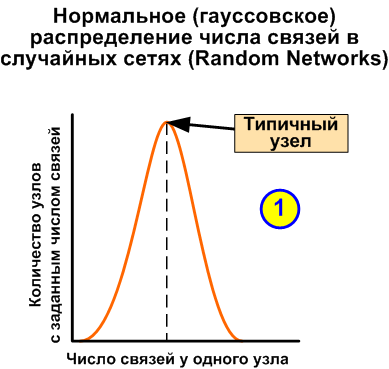 Нормальное (гауссовское)
распределение числа связей в
случайных сетях (Random Networks)
Типичный
узел
1
Количество узлов
с заданным числом связей
Число связей у одного узла